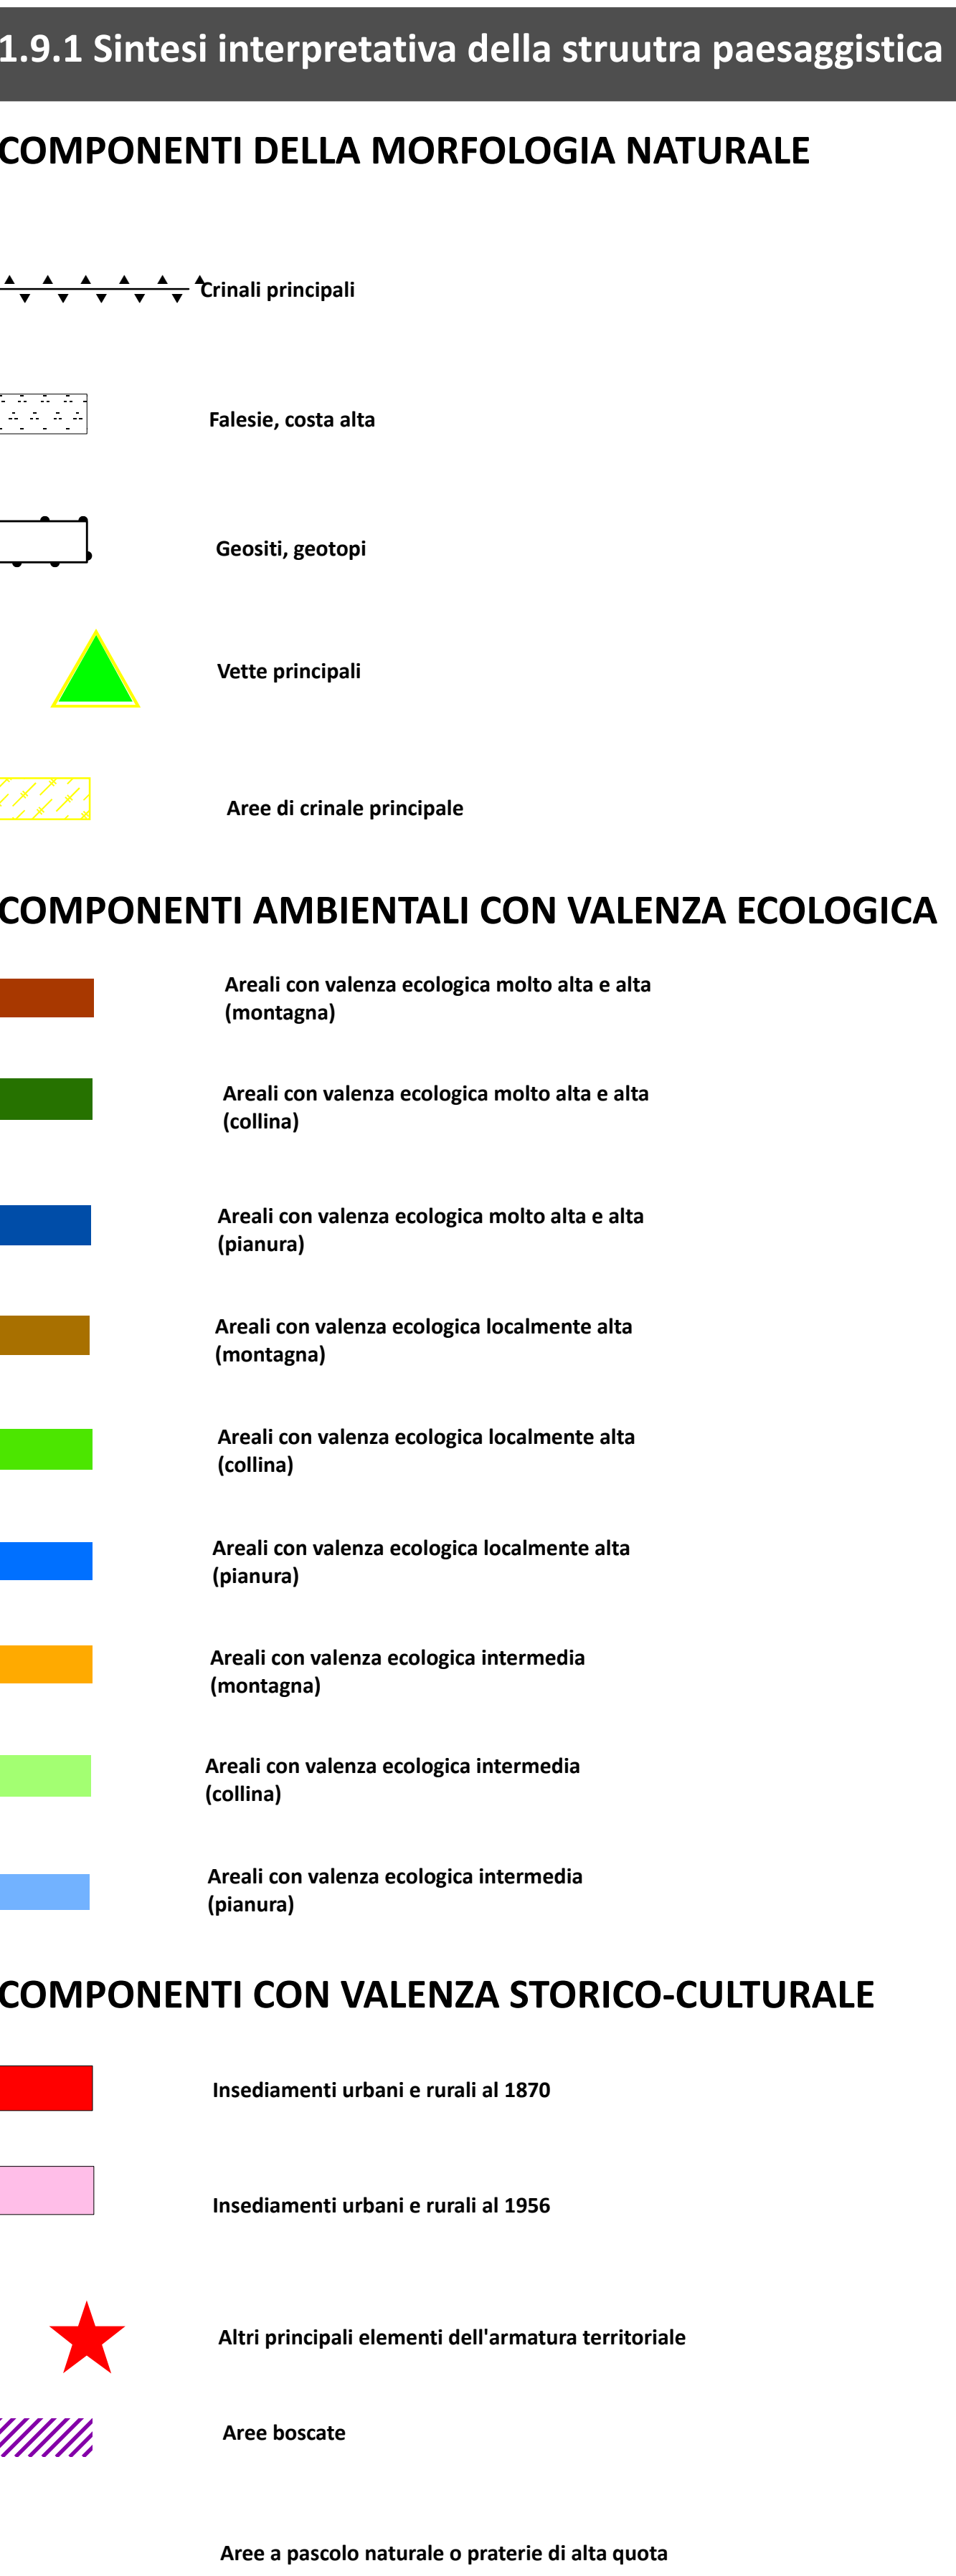 1.9.1 Sintesi interpretativa della struutra paesaggistica
COMPONENTI DELLA MORFOLOGIA NATURALE
Crinali principali
Falesie, costa alta
Geositi, geotopi
Vette principali
Aree di crinale principale
COMPONENTI AMBIENTALI CON VALENZA ECOLOGICA
Areali con valenza ecologica molto alta e alta
(montagna)
Areali con valenza ecologica molto alta e alta
(collina)
Areali con valenza ecologica molto alta e alta
(pianura)
Areali con valenza ecologica localmente alta
(montagna)
Areali con valenza ecologica localmente alta
(collina)
Areali con valenza ecologica localmente alta
(pianura)
Areali con valenza ecologica intermedia
(montagna)
Areali con valenza ecologica intermedia
(collina)
Areali con valenza ecologica intermedia
(pianura)
COMPONENTI CON VALENZA STORICO-CULTURALE
Insediamenti urbani e rurali al 1870
Insediamenti urbani e rurali al 1956
Altri principali elementi dell'armatura territoriale
Aree boscate
Aree a pascolo naturale o praterie di alta quota